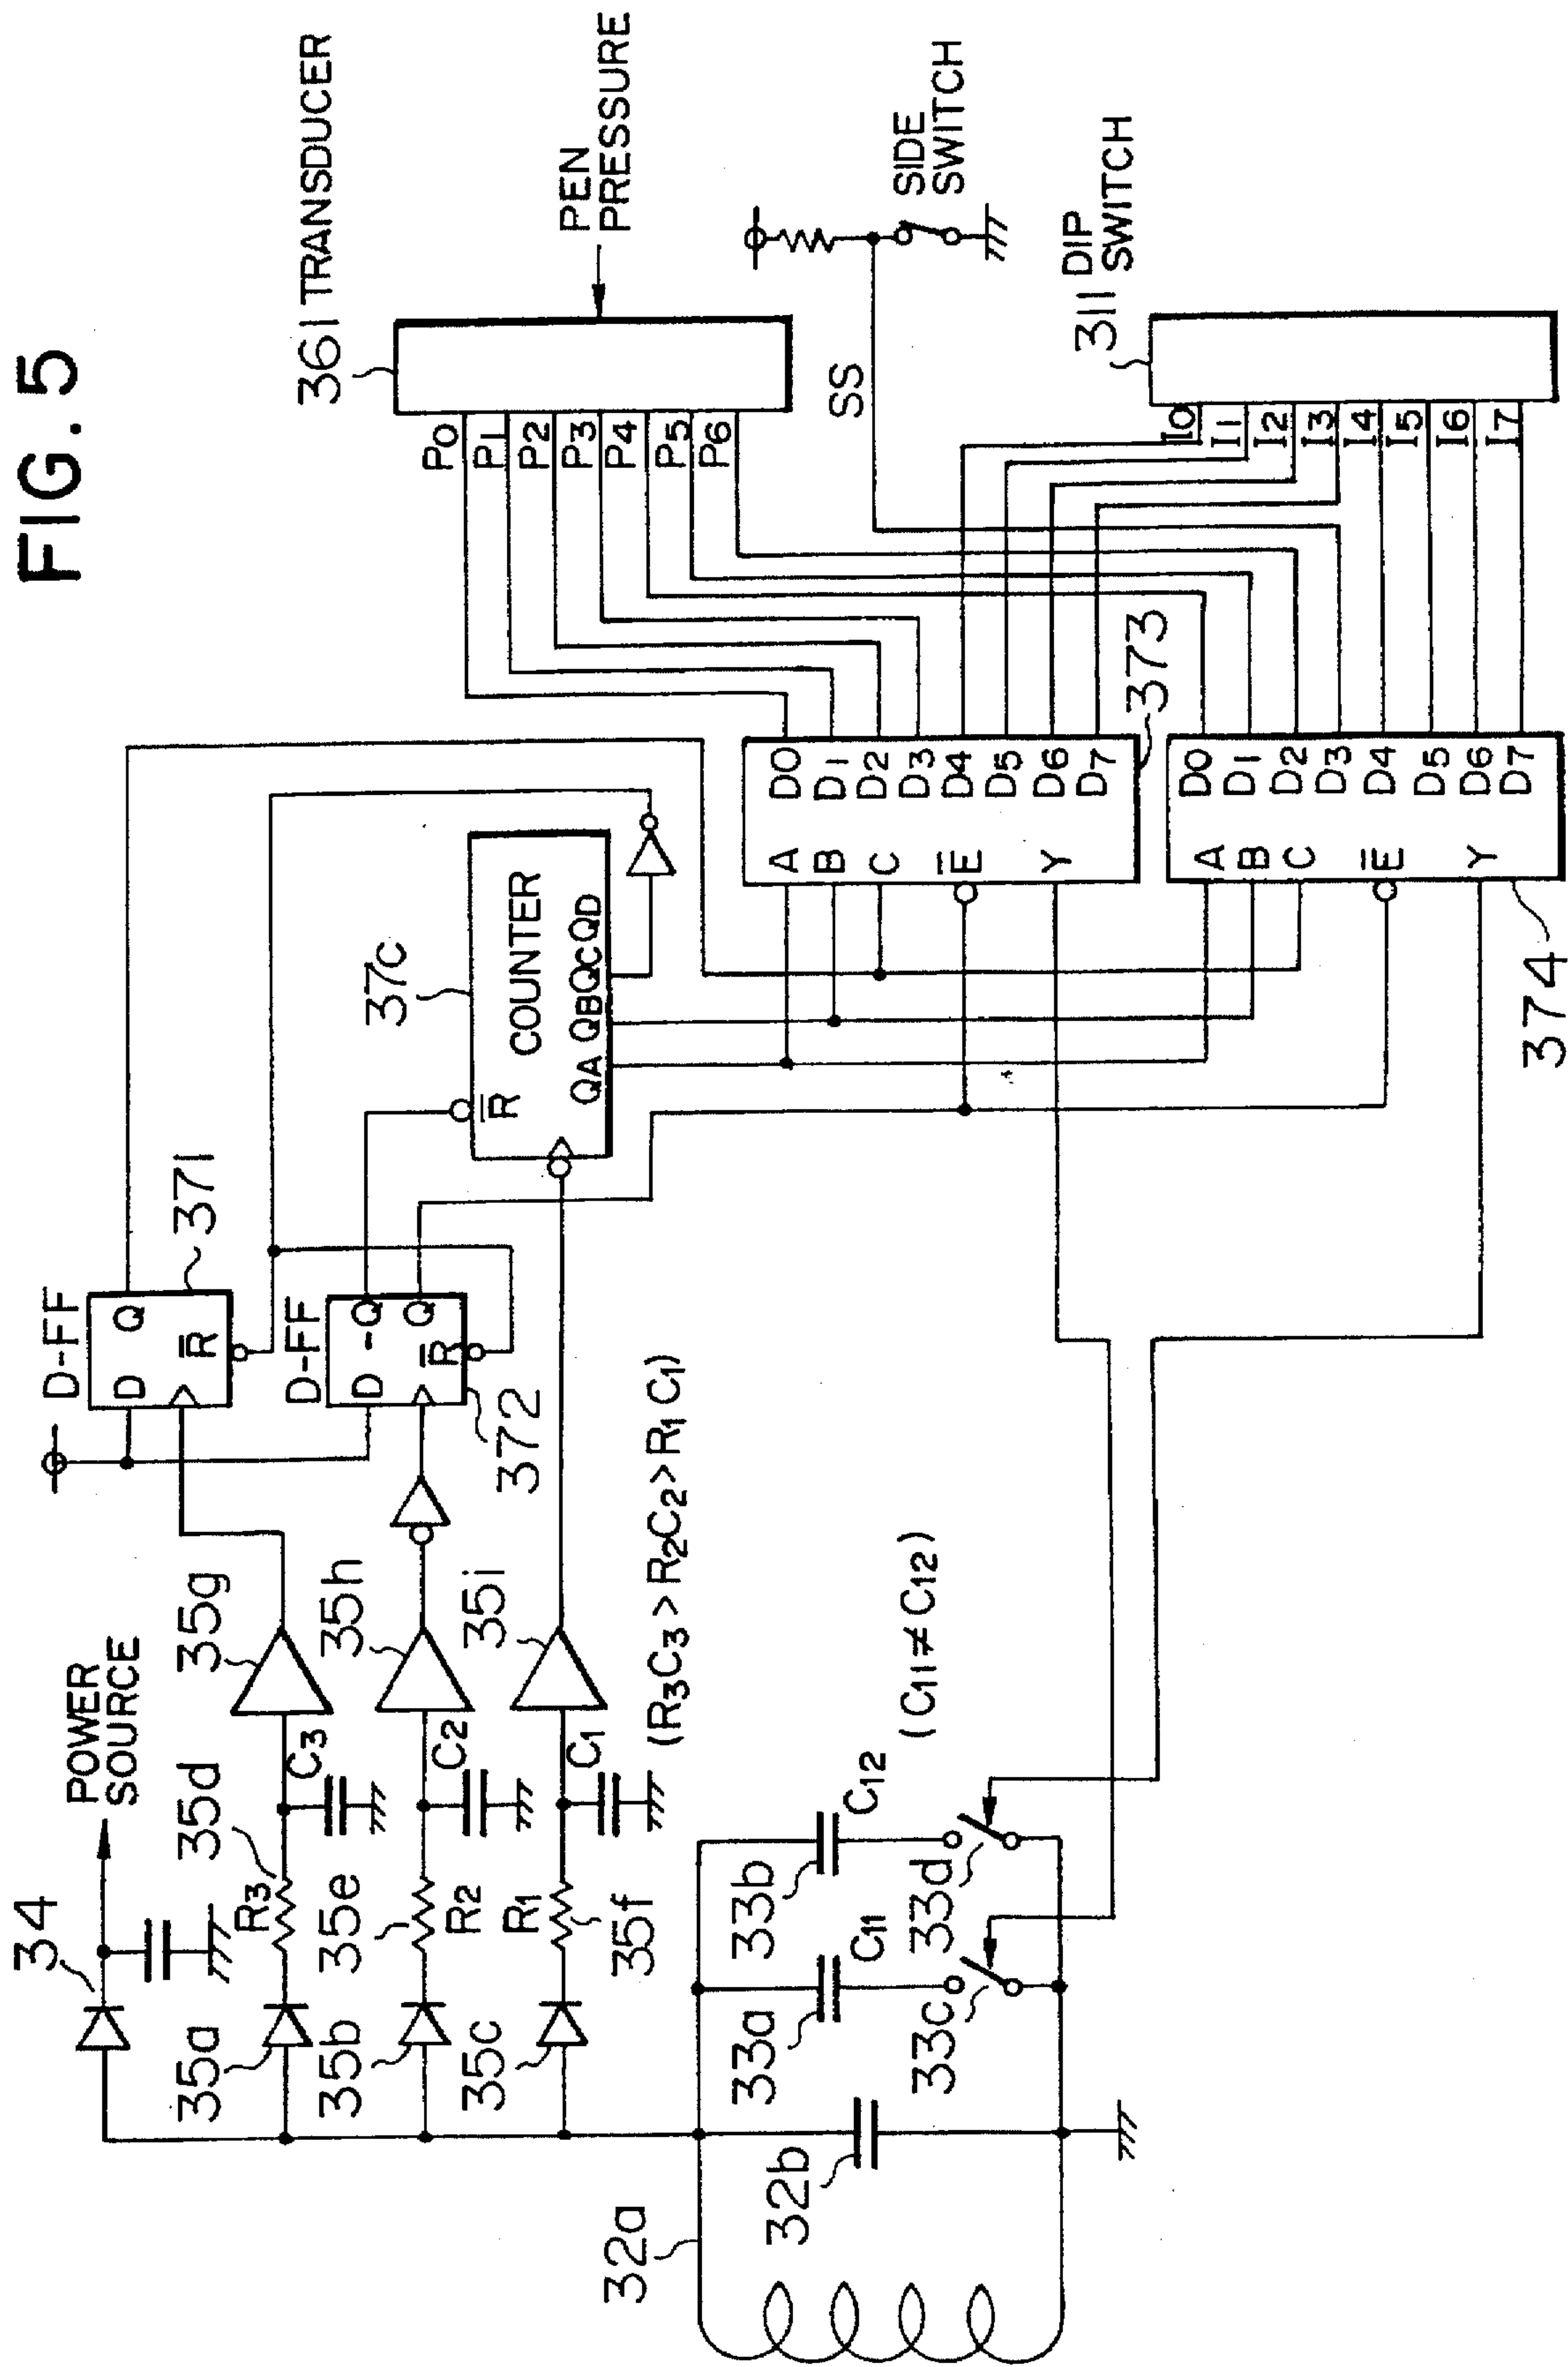 FIG. 5
34
POWER
SOURCE
35a
R3
35d
C3
35g
D-FF
D Q
R̅
371
35b
35e
R2
C2
35h
D-FF
D -Q
Q
R̅
372
35c
R1
35f
C1
35i
(R3C3 > R2C2 > R1 C1)
37c
COUNTER
R̅
QA QB QC QD
361 TRANSDUCER
P0
P1
P2
P3
P4
P5
P6
PEN
PRESSURE
SS
SIDE
SWITCH
311 DIP
SWITCH
I0
I1
I2
I3
I4
I5
I6
I7
A
B
C
E̅
Y
D0
D1
D2
D3
D4
D5
D6
D7
373
A
B
C
E̅
Y
D0
D1
D2
D3
D4
D5
D6
D7
374
32a
32b
33a
C11
33c
33b
C12
33d
(C11≠C12)